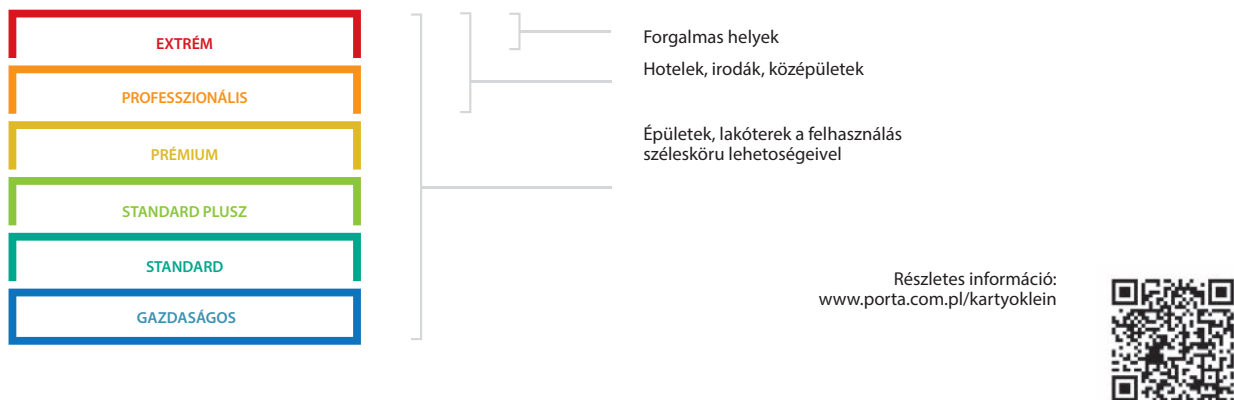 EXTRÉM
PROFESSZIONÁLIS
PRÉMIUM
STANDARD PLUSZ
STANDARD
GAZDASÁGOS
Forgalmas helyek
Hotelek, irodák, középületek
Épületek, lakóterek a felhasználás
szélesköru lehetoségeivel
Részletes információ:
www.porta.com.pl/kartyoklein